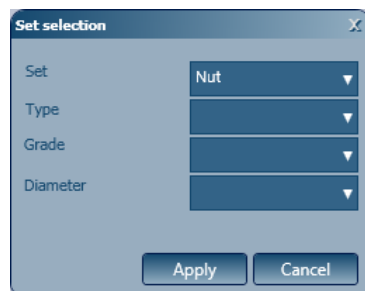 Set selection X
Set Nut
Type
Grade
Diameter
Apply Cancel